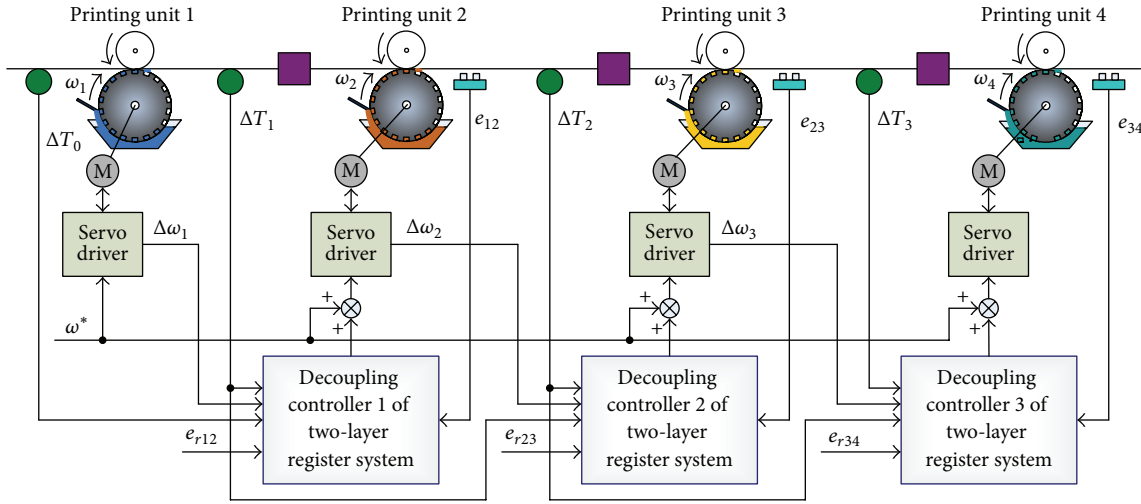 Printing unit 1
Printing unit 2
Printing unit 3
Printing unit 4
ω1
ω2
ω3
ω4
ΔT0
ΔT1
e12
ΔT2
e23
ΔT3
e34
M
M
M
M
Servo
driver
Δω1
Servo
driver
Δω2
Servo
driver
Δω3
Servo
driver
+
+
+
+
+
+
ω*
Decoupling
controller 1 of
two-layer
register system
Decoupling
controller 2 of
two-layer
register system
Decoupling
controller 3 of
two-layer
register system
er12
er23
er34